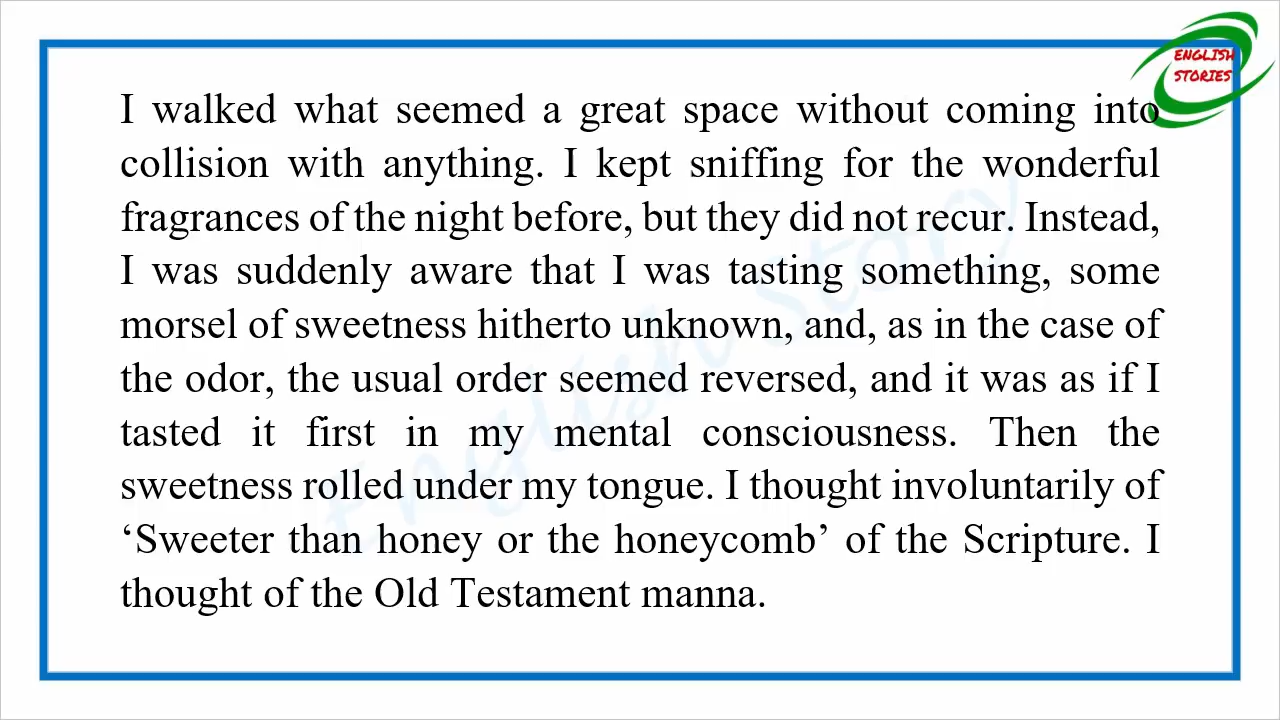 ENGLISH
STORIES
I walked what seemed a great space without coming into
collision with anything. I kept sniffing for the wonderful
fragrances of the night before, but they did not recur. Instead,
I was suddenly aware that I was tasting something, some
morsel of sweetness hitherto unknown, and, as in the case of
the odor, the usual order seemed reversed, and it was as if I
tasted it first in my mental consciousness. Then the
sweetness rolled under my tongue. I thought involuntarily of
‘Sweeter than honey or the honeycomb’ of the Scripture. I
thought of the Old Testament manna.
English Story